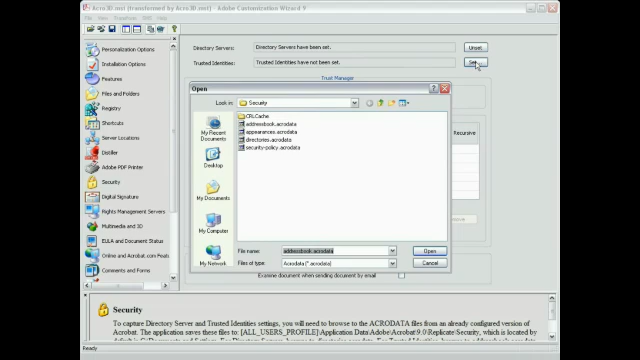 Acro3D.msi (transformed by Acro3D.mst) - Adobe Customization Wizard 9
File View Transform CAB Help
Personalization Options
Installation Options
Features
Files and Folders
Registry
Shortcuts
Server Locations
Distiller
Adobe PDF Printer
Security
Digital Signature
Rights Management Servers
Multimedia and 3D
EULA and Document Status
Online and Acrobat.com Feat
Comments and Forms
Directory Servers: Directory Servers have been set. Unset
Trusted Identities: Trusted Identities have not been set. Set...
Trust Manager
Recursive
Open
Look in: Security
My Recent Documents
Desktop
My Documents
My Computer
My Network
CRLCache
addressbook.acrodata
appearances.acrodata
directories.acrodata
security-policy.acrodata
File name: addressbook.acrodata Open
Files of type: Acrodata (*.acrodata) Cancel
Examine document when sending document by email
Security
To capture Directory Server and Trusted Identities settings, you will need to browse to the ACRODATA files from an already configured version of
Acrobat. The application saves these files to: [ALL_USERS_PROFILE]\Application Data\Adobe\Acrobat\9.0\Replicate\Security, which is located by
Ready